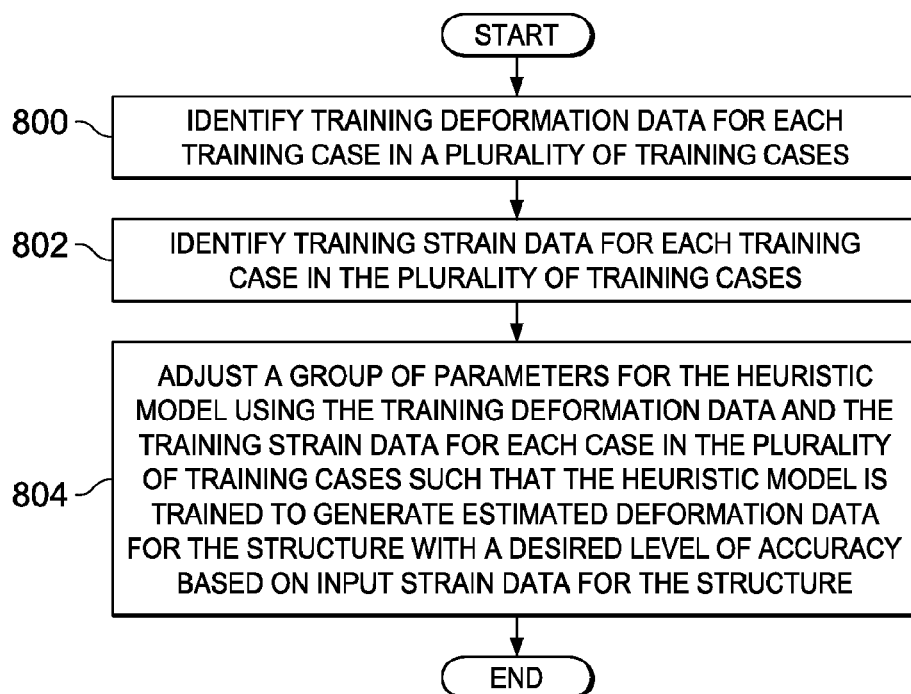 START
800
IDENTIFY TRAINING DEFORMATION DATA FOR EACH
TRAINING CASE IN A PLURALITY OF TRAINING CASES
802
IDENTIFY TRAINING STRAIN DATA FOR EACH TRAINING
CASE IN THE PLURALITY OF TRAINING CASES
804
ADJUST A GROUP OF PARAMETERS FOR THE HEURISTIC
MODEL USING THE TRAINING DEFORMATION DATA AND THE
TRAINING STRAIN DATA FOR EACH CASE IN THE PLURALITY
OF TRAINING CASES SUCH THAT THE HEURISTIC MODEL IS
TRAINED TO GENERATE ESTIMATED DEFORMATION DATA
FOR THE STRUCTURE WITH A DESIRED LEVEL OF ACCURACY
BASED ON INPUT STRAIN DATA FOR THE STRUCTURE
END